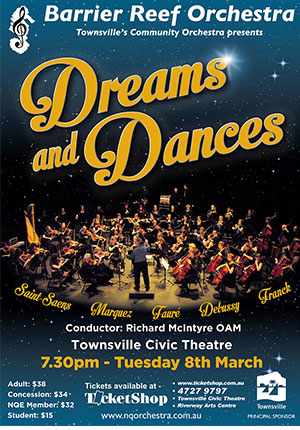 Barrier Reef Orchestra
Townsville's Community Orchestra presents
Dreams
and Dances
Saint-Saens
Marquez
Fauré
Debussy
Franck
Conductor: Richard McIntyre OAM
Townsville Civic Theatre
7.30pm - Tuesday 8th March
Adult: $38
Concession: $34
NQE Member: $32
Student: $15
Tickets available at -
TicketShop
• www.ticketshop.com.au
• 4727 9797
• Townsville Civic Theatre
• Riverway Arts Centre
www.nqorchestra.com.au
Townsville
PRINCIPAL SPONSOR